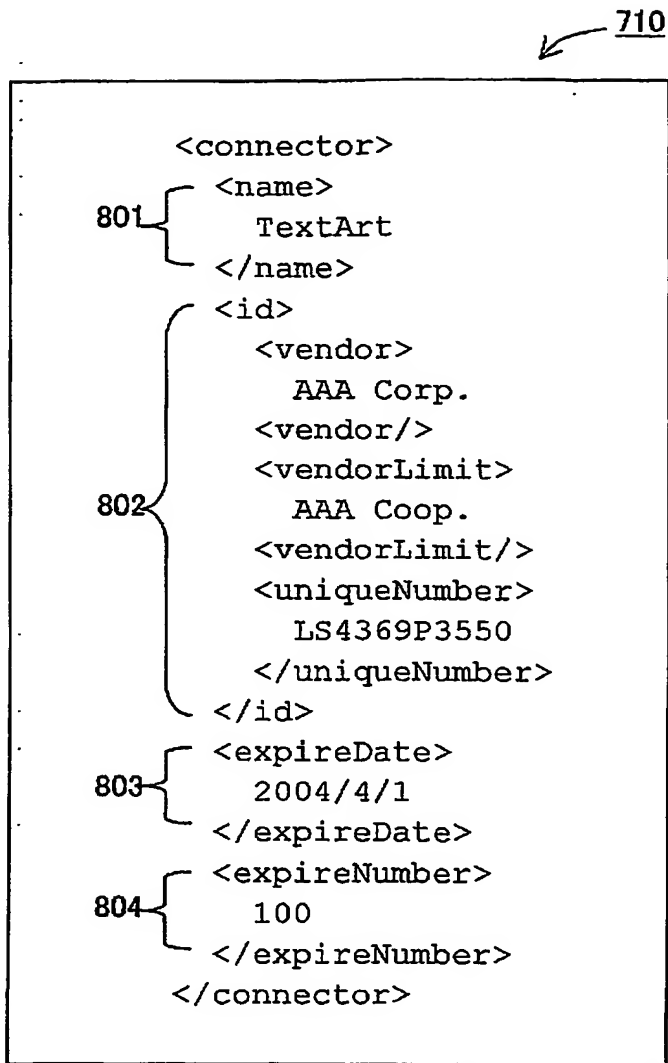 710
<connector>
801 <name>
TextArt
</name>
<id>
<vendor>
AAA Corp.
<vendor/>
<vendorLimit>
802 AAA Coop.
<vendorLimit/>
<uniqueNumber>
LS4369P3550
</uniqueNumber>
</id>
<expireDate>
803 2004/4/1
</expireDate>
<expireNumber>
804 100
</expireNumber>
</connector>